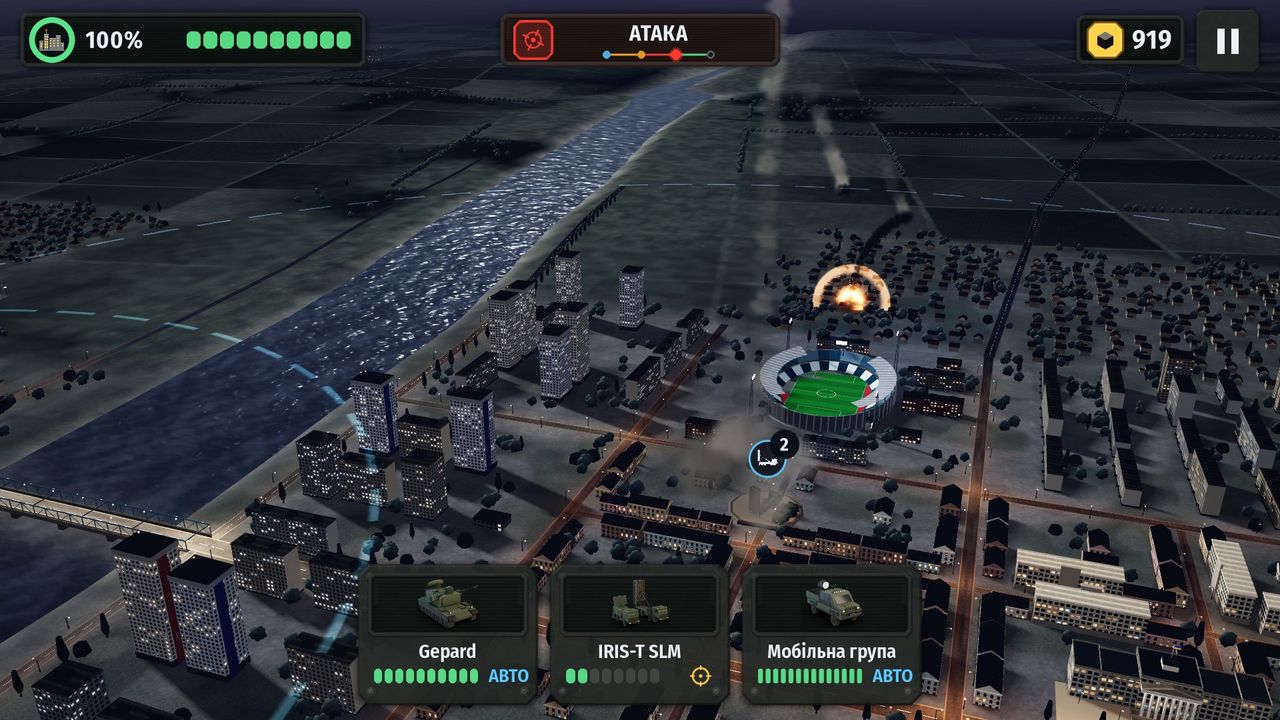 100%
АТАКА
919
2
Gepard
АВТО
IRIS-T SLM
Мобільна група
АВТО